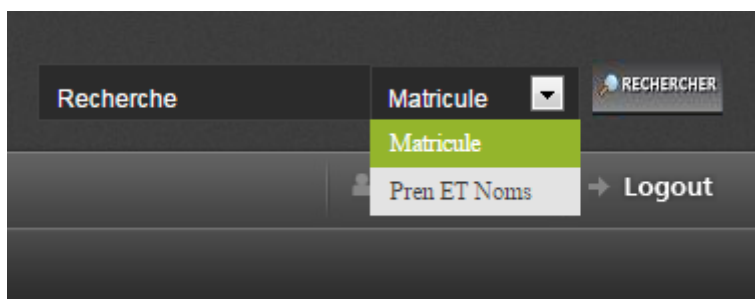 Recherche
Matricule
RECHERCHER
Matricule
Pren ET Noms
Logout